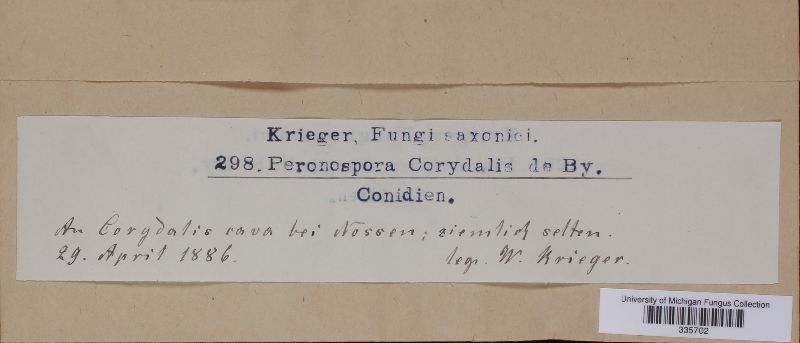 Krieger, Fungi saxonici.
298. Peronospora Corydalis de By.
Conidien.
An Corydalis cava bei Nossen; ziemlich selten.
29. April 1886. leg. W. Krieger.
University of Michigan Fungus Collection
335702